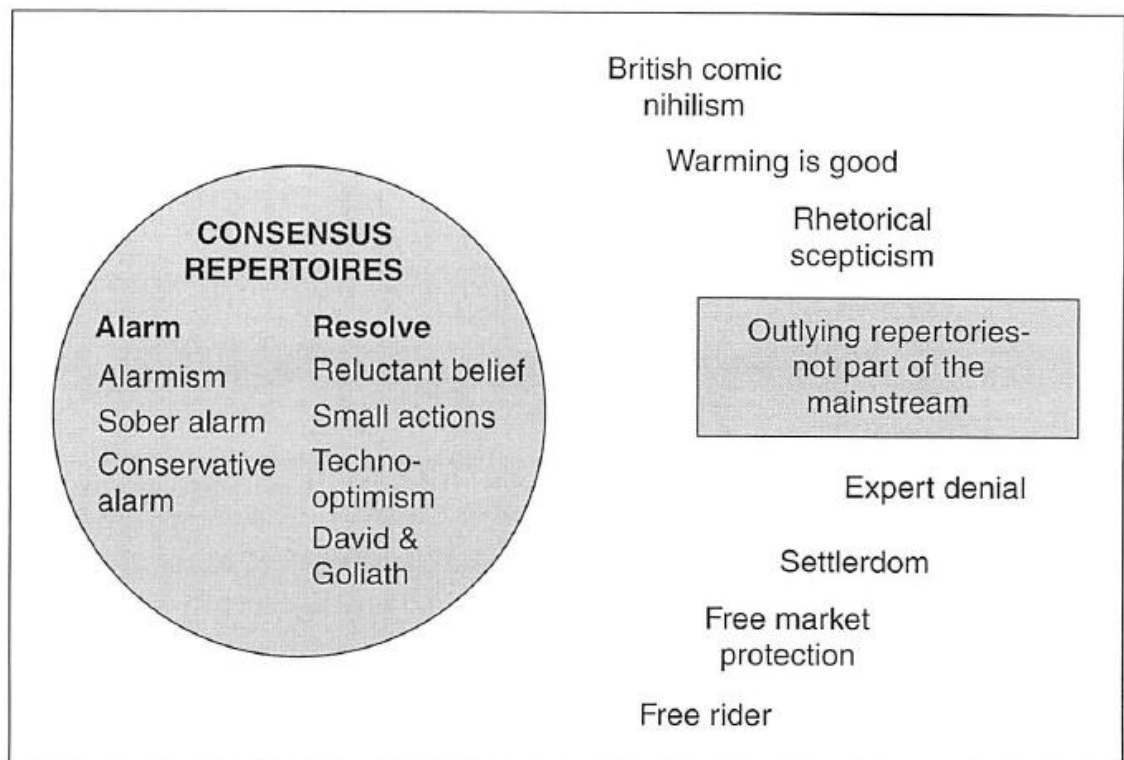 British comic
nihilism
Warming is good
Rhetorical
scepticism
CONSENSUS
REPERTOIRES
Alarm
Alarmism
Sober alarm
Conservative
alarm
Resolve
Reluctant belief
Small actions
Techno-
optimism
David &
Goliath
Outlying repertories-
not part of the
mainstream
Expert denial
Settlerdom
Free market
protection
Free rider